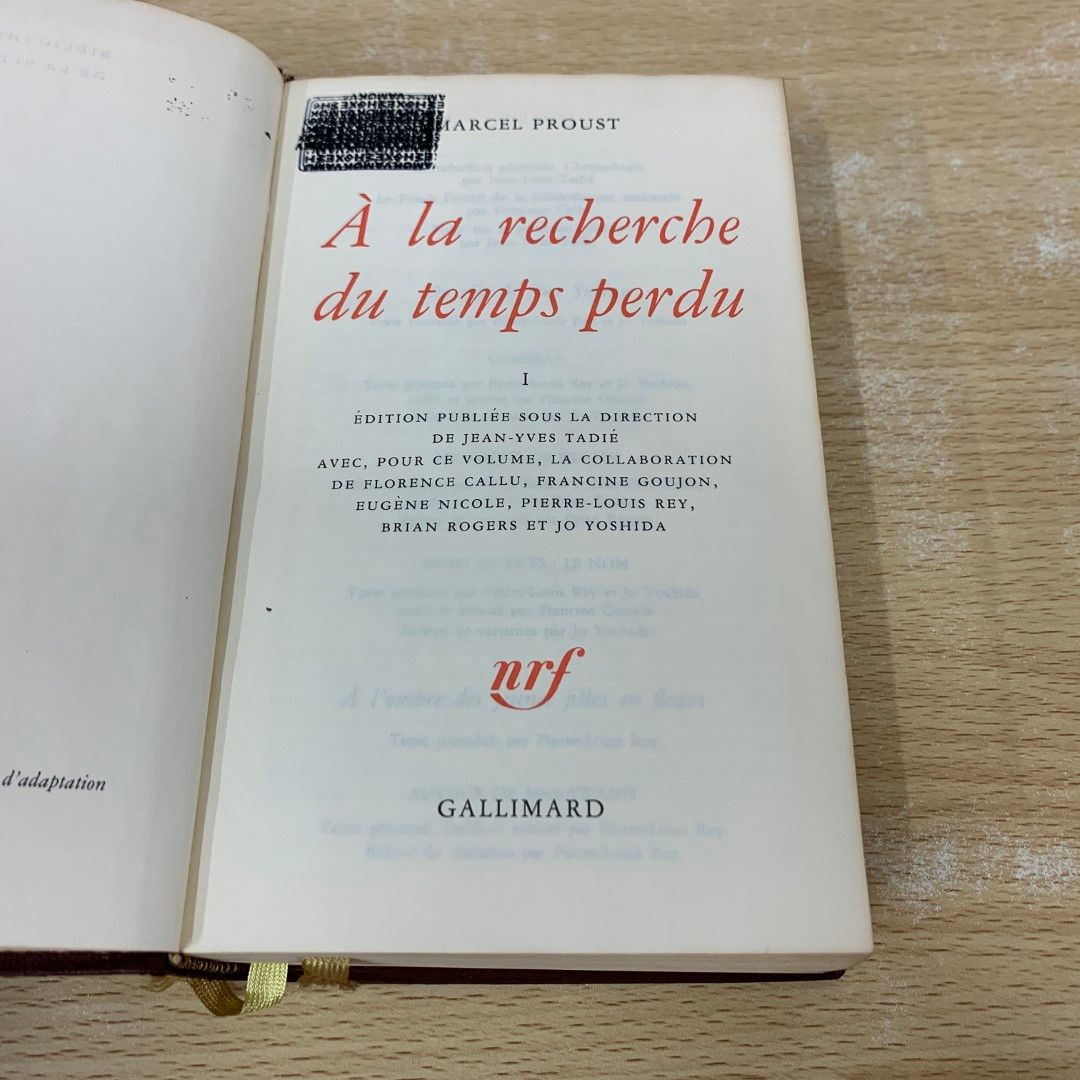 d'adaptation
MARCEL PROUST
À la recherche
du temps perdu
I
ÉDITION PUBLIÉE SOUS LA DIRECTION
DE JEAN-YVES TADIÉ
AVEC, POUR CE VOLUME, LA COLLABORATION
DE FLORENCE CALLU, FRANCINE GOUJON,
EUGÈNE NICOLE, PIERRE-LOUIS REY,
BRIAN ROGERS ET JO YOSHIDA
nrf
GALLIMARD